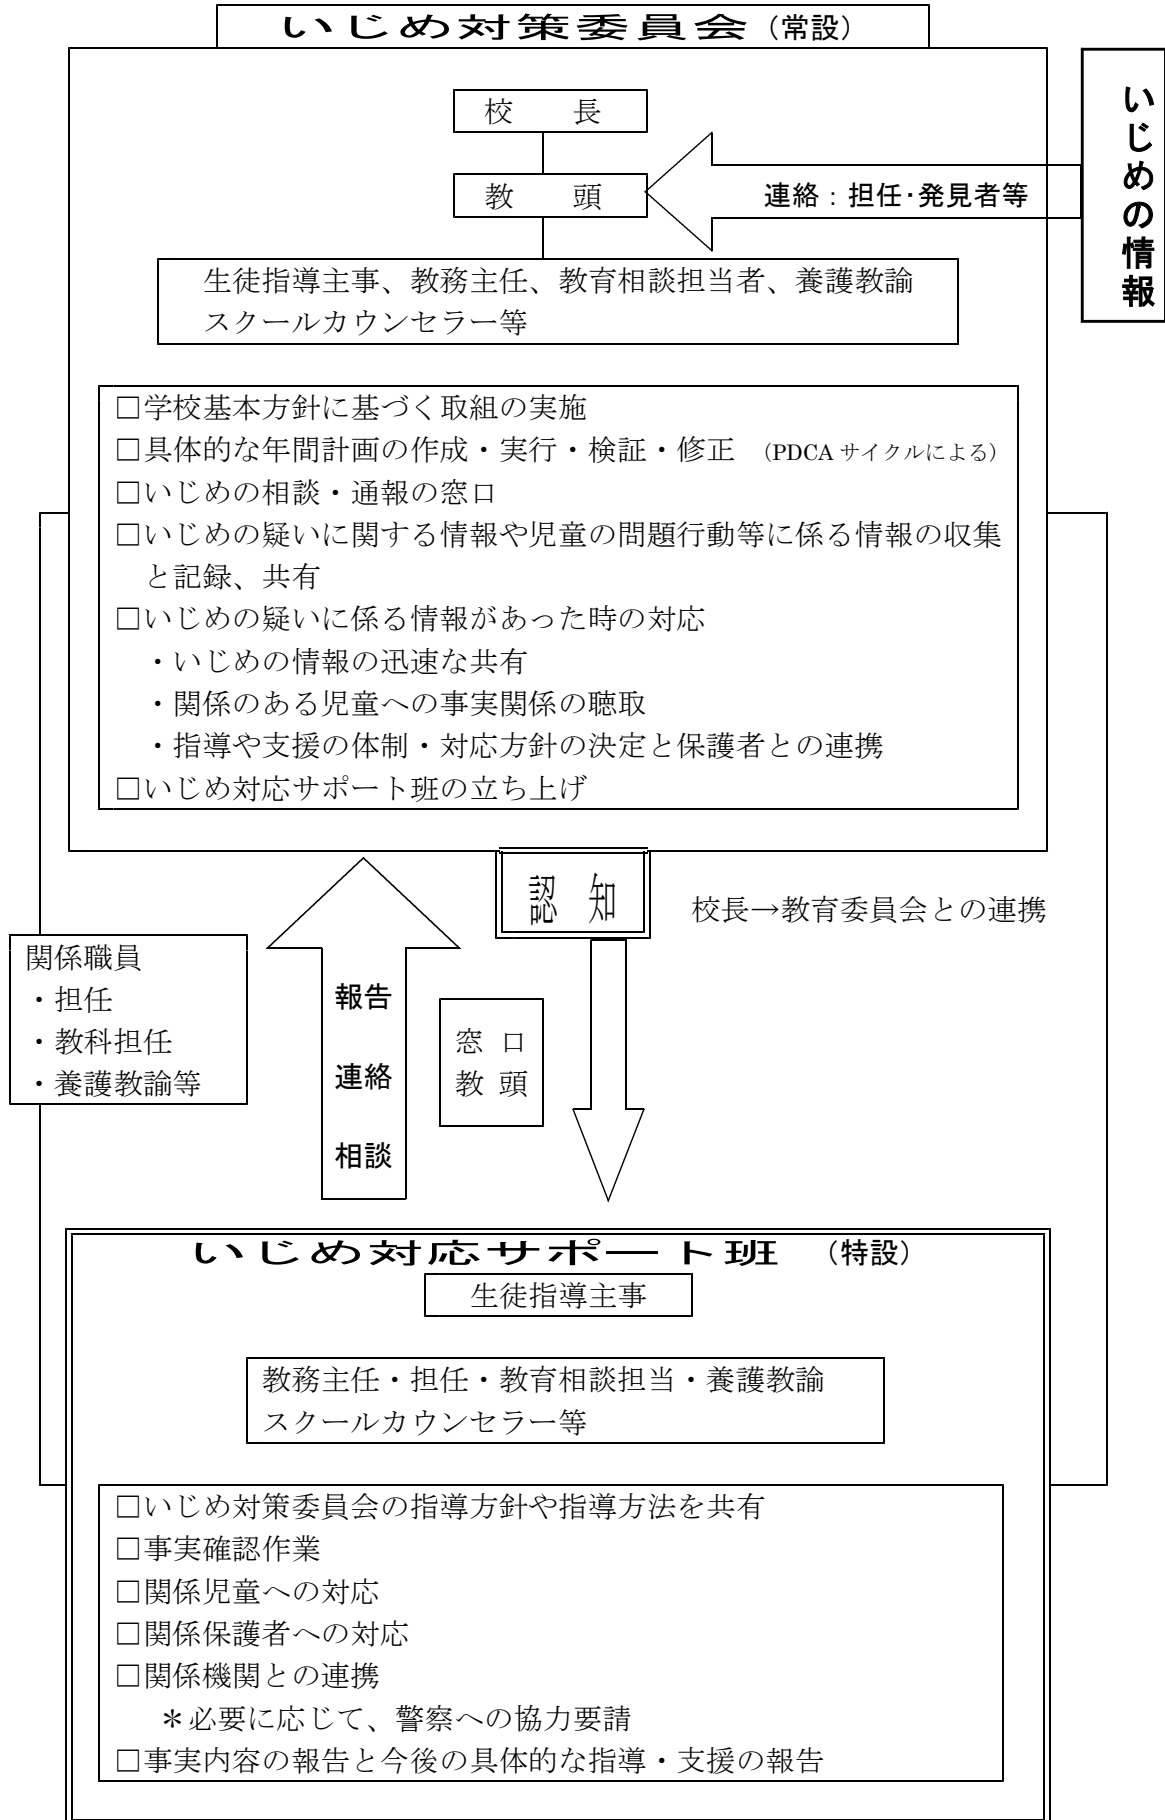 いじめ対策委員会（常設）
いじめの情報
校　長
教　頭
連絡：担任・発見者等
生徒指導主事、教務主任、教育相談担当者、養護教諭
スクールカウンセラー等
□学校基本方針に基づく取組の実施
□具体的な年間計画の作成・実行・検証・修正　（PDCAサイクルによる）
□いじめの相談・通報の窓口
□いじめの疑いに関する情報や児童の問題行動等に係る情報の収集
と記録、共有
□いじめの疑いに係る情報があった時の対応
・いじめの情報の迅速な共有
・関係のある児童への事実関係の聴取
・指導や支援の体制・対応方針の決定と保護者との連携
□いじめ対応サポート班の立ち上げ
認　知
校長→教育委員会との連携
関係職員
・担任
・教科担任
・養護教諭等
報告
連絡
相談
窓　口
教　頭
いじめ対応サポート班　（特設）
生徒指導主事
教務主任・担任・教育相談担当・養護教諭
スクールカウンセラー等
□いじめ対策委員会の指導方針や指導方法を共有
□事実確認作業
□関係児童への対応
□関係保護者への対応
□関係機関との連携
＊必要に応じて、警察への協力要請
□事実内容の報告と今後の具体的な指導・支援の報告